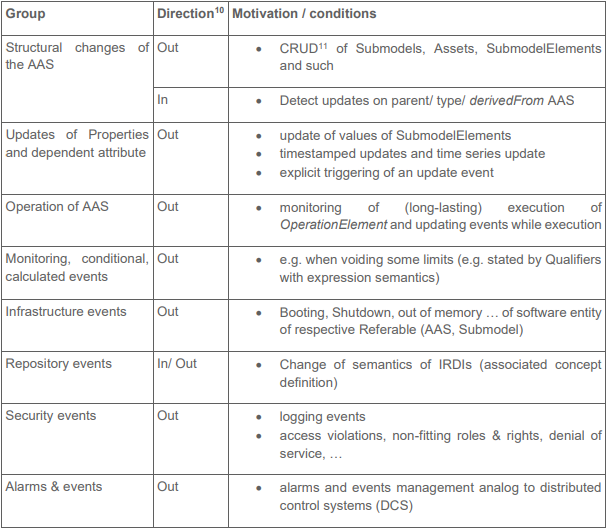 Group Direction¹⁰ Motivation / conditions
Structural changes of the AAS Out • CRUD¹¹ of Submodels, Assets, SubmodelElements
and such
In • Detect updates on parent/ type/ derivedFrom AAS
Updates of Properties and dependent attribute Out • update of values of SubmodelElements
• timestamped updates and time series update
• explicit triggering of an update event
Operation of AAS Out • monitoring of (long-lasting) execution of
OperationElement and updating events while execution
Monitoring, conditional, calculated events Out • e.g. when voiding some limits (e.g. stated by Qualifiers
with expression semantics)
Infrastructure events Out • Booting, Shutdown, out of memory … of software entity
of respective Referable (AAS, Submodel)
Repository events In/ Out • Change of semantics of IRDIs (associated concept
definition)
Security events Out • logging events
• access violations, non-fitting roles & rights, denial of
service, …
Alarms & events Out • alarms and events management analog to distributed
control systems (DCS)